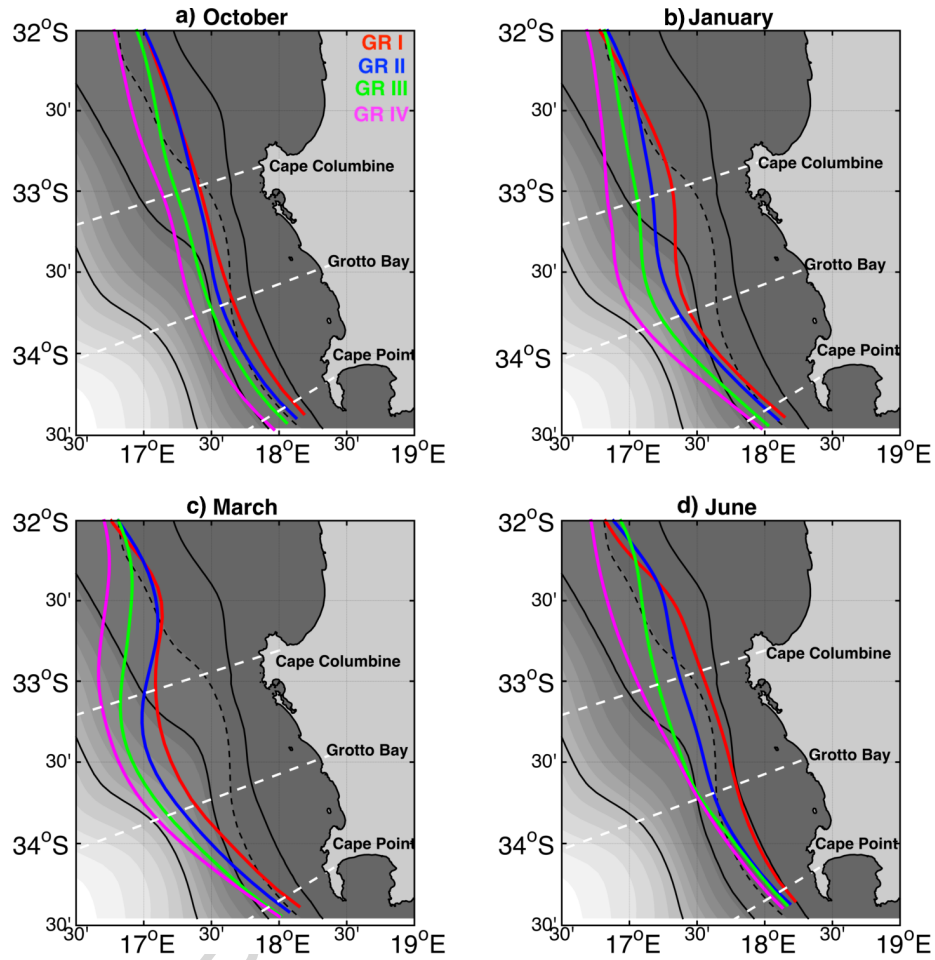 a) October
32°S
30'
33°S
30'
34°S
30'
30'
17°E
30'
18°E
30'
19°E
GR I
GR II
GR III
GR IV
Cape Columbine
Grotto Bay
Cape Point
b) January
32°S
30'
33°S
30'
34°S
30'
30'
17°E
30'
18°E
30'
19°E
Cape Columbine
Grotto Bay
Cape Point
c) March
32°S
30'
33°S
30'
34°S
30'
30'
17°E
30'
18°E
30'
19°E
Cape Columbine
Grotto Bay
Cape Point
d) June
32°S
30'
33°S
30'
34°S
30'
30'
17°E
30'
18°E
30'
19°E
Cape Columbine
Grotto Bay
Cape Point